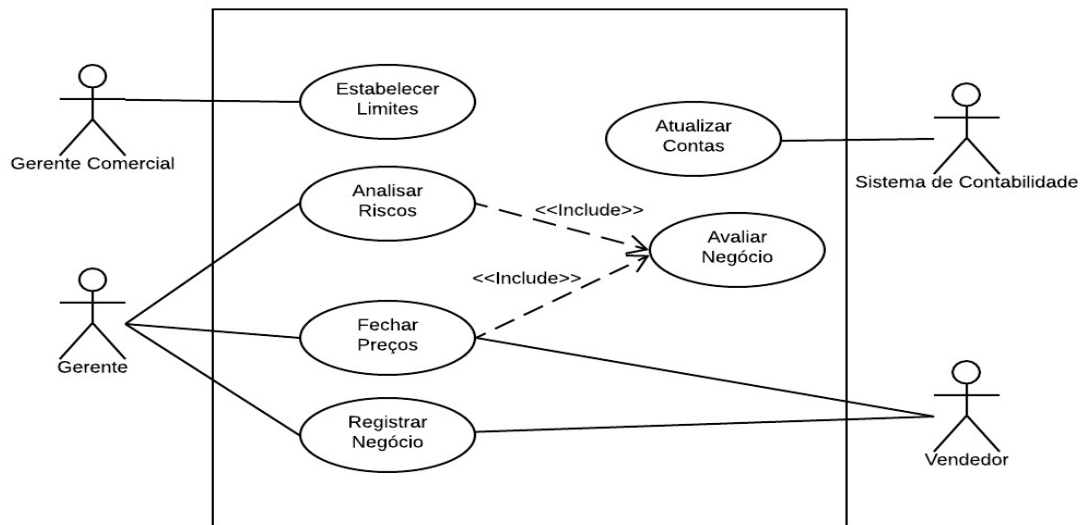 Estabelecer
Limites
Gerente Comercial
Atualizar
Contas
Sistema de Contabilidade
Analisar
Riscos
<<Include>>
Avaliar
Negócio
<<Include>>
Gerente
Fechar
Preços
Registrar
Negócio
Vendedor